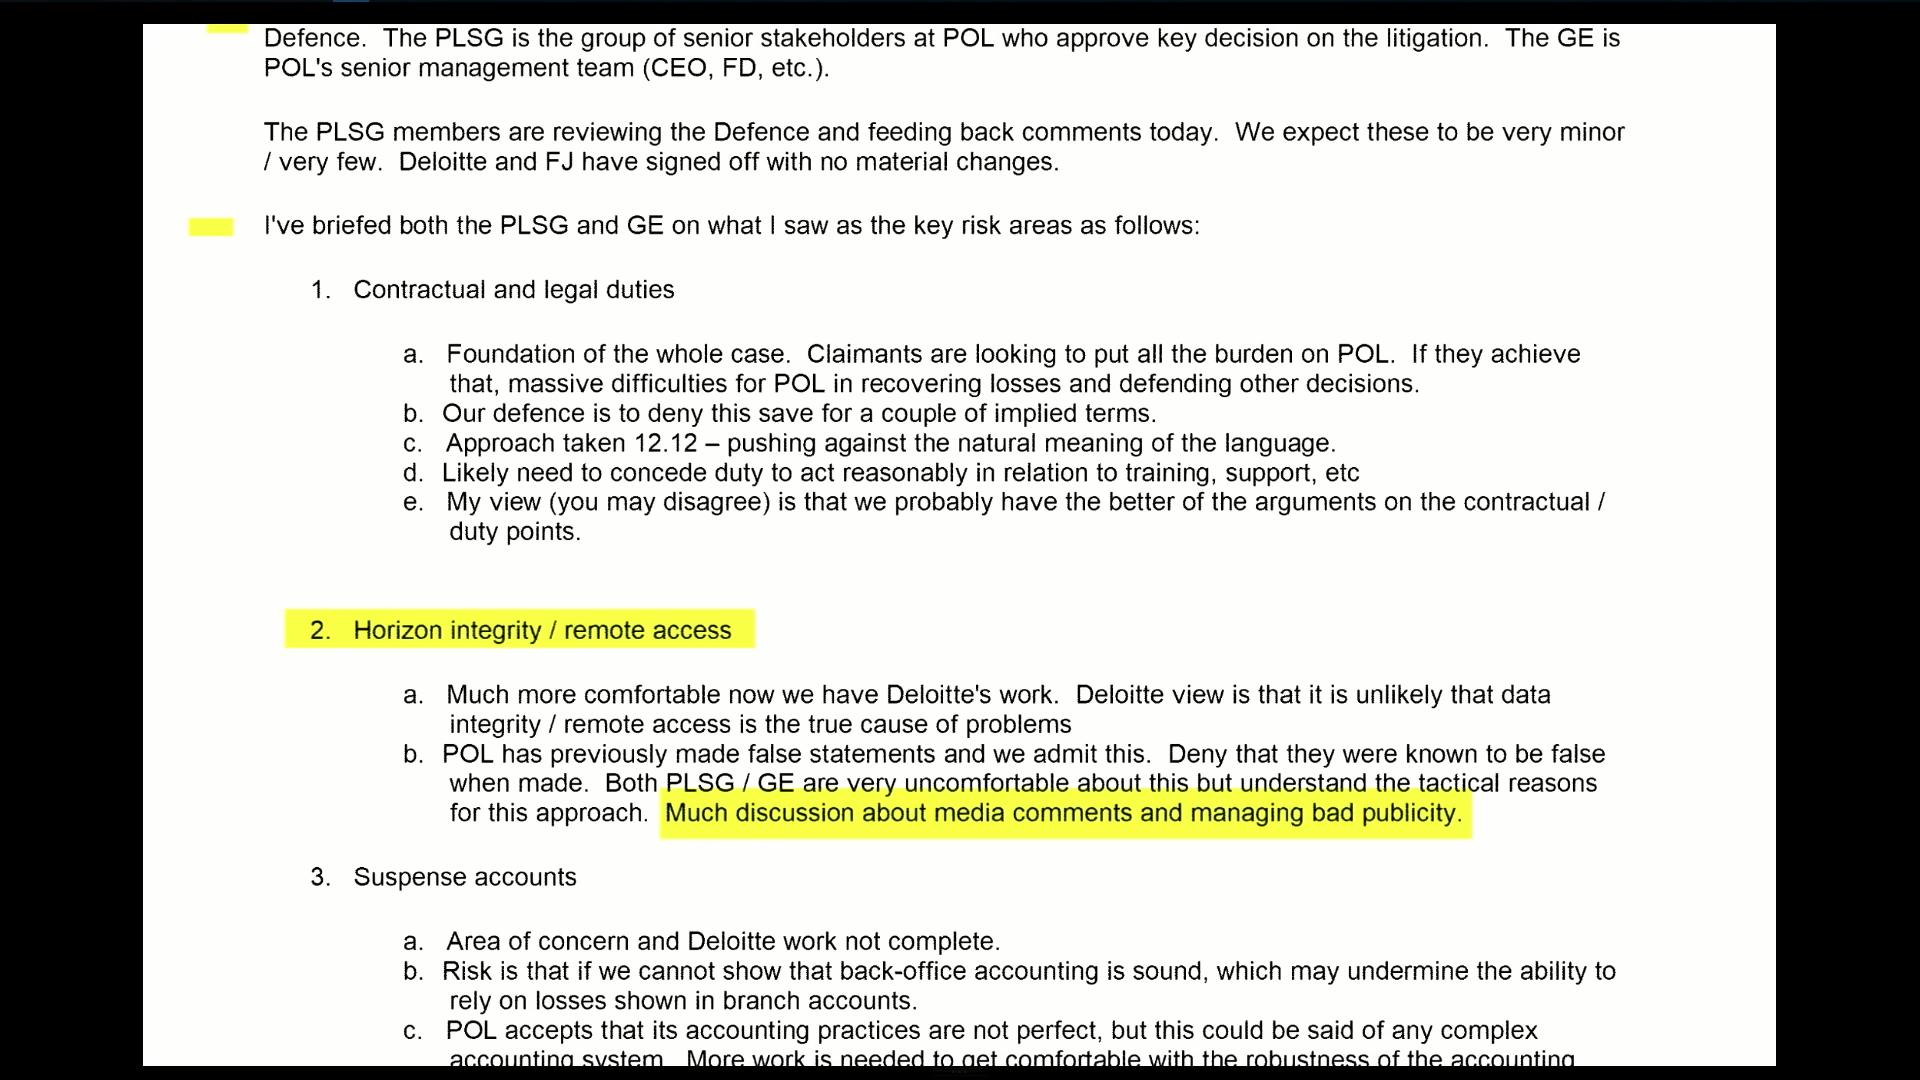 Defence. The PLSG is the group of senior stakeholders at POL who approve key decision on the litigation. The GE is
POL's senior management team (CEO, FD, etc.).
The PLSG members are reviewing the Defence and feeding back comments today. We expect these to be very minor
/ very few. Deloitte and FJ have signed off with no material changes.
I've briefed both the PLSG and GE on what I saw as the key risk areas as follows:
1. Contractual and legal duties
a. Foundation of the whole case. Claimants are looking to put all the burden on POL. If they achieve
that, massive difficulties for POL in recovering losses and defending other decisions.
b. Our defence is to deny this save for a couple of implied terms.
c. Approach taken 12.12 – pushing against the natural meaning of the language.
d. Likely need to concede duty to act reasonably in relation to training, support, etc
e. My view (you may disagree) is that we probably have the better of the arguments on the contractual /
duty points.
2. Horizon integrity / remote access
a. Much more comfortable now we have Deloitte's work. Deloitte view is that it is unlikely that data
integrity / remote access is the true cause of problems
b. POL has previously made false statements and we admit this. Deny that they were known to be false
when made. Both PLSG / GE are very uncomfortable about this but understand the tactical reasons
for this approach. Much discussion about media comments and managing bad publicity.
3. Suspense accounts
a. Area of concern and Deloitte work not complete.
b. Risk is that if we cannot show that back-office accounting is sound, which may undermine the ability to
rely on losses shown in branch accounts.
c. POL accepts that its accounting practices are not perfect, but this could be said of any complex
accounting system. More work is needed to get comfortable with the robustness of the accounting